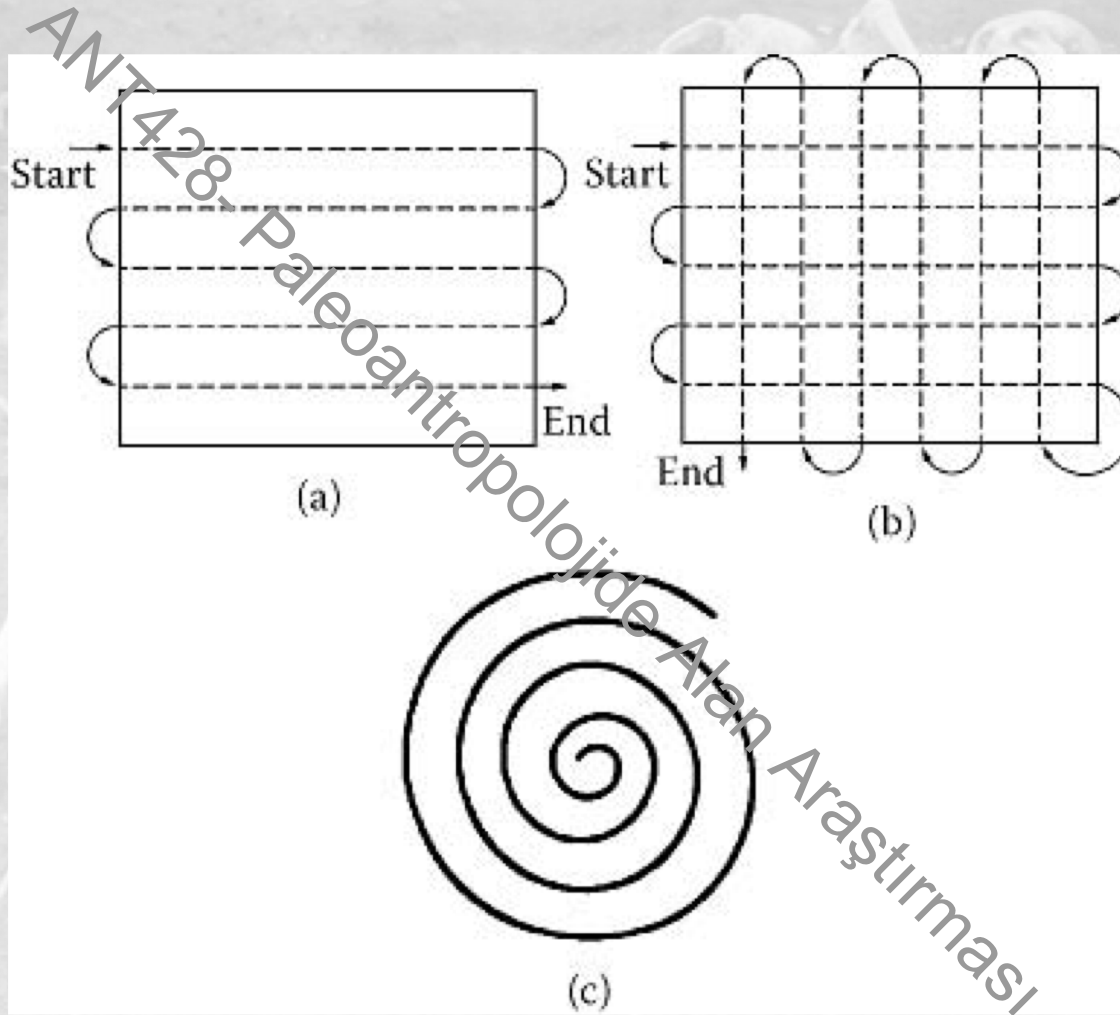 ANT428- Paleoantropolojide Alan Araştırması
Start
End
(a)
Start
End
(b)
(c)